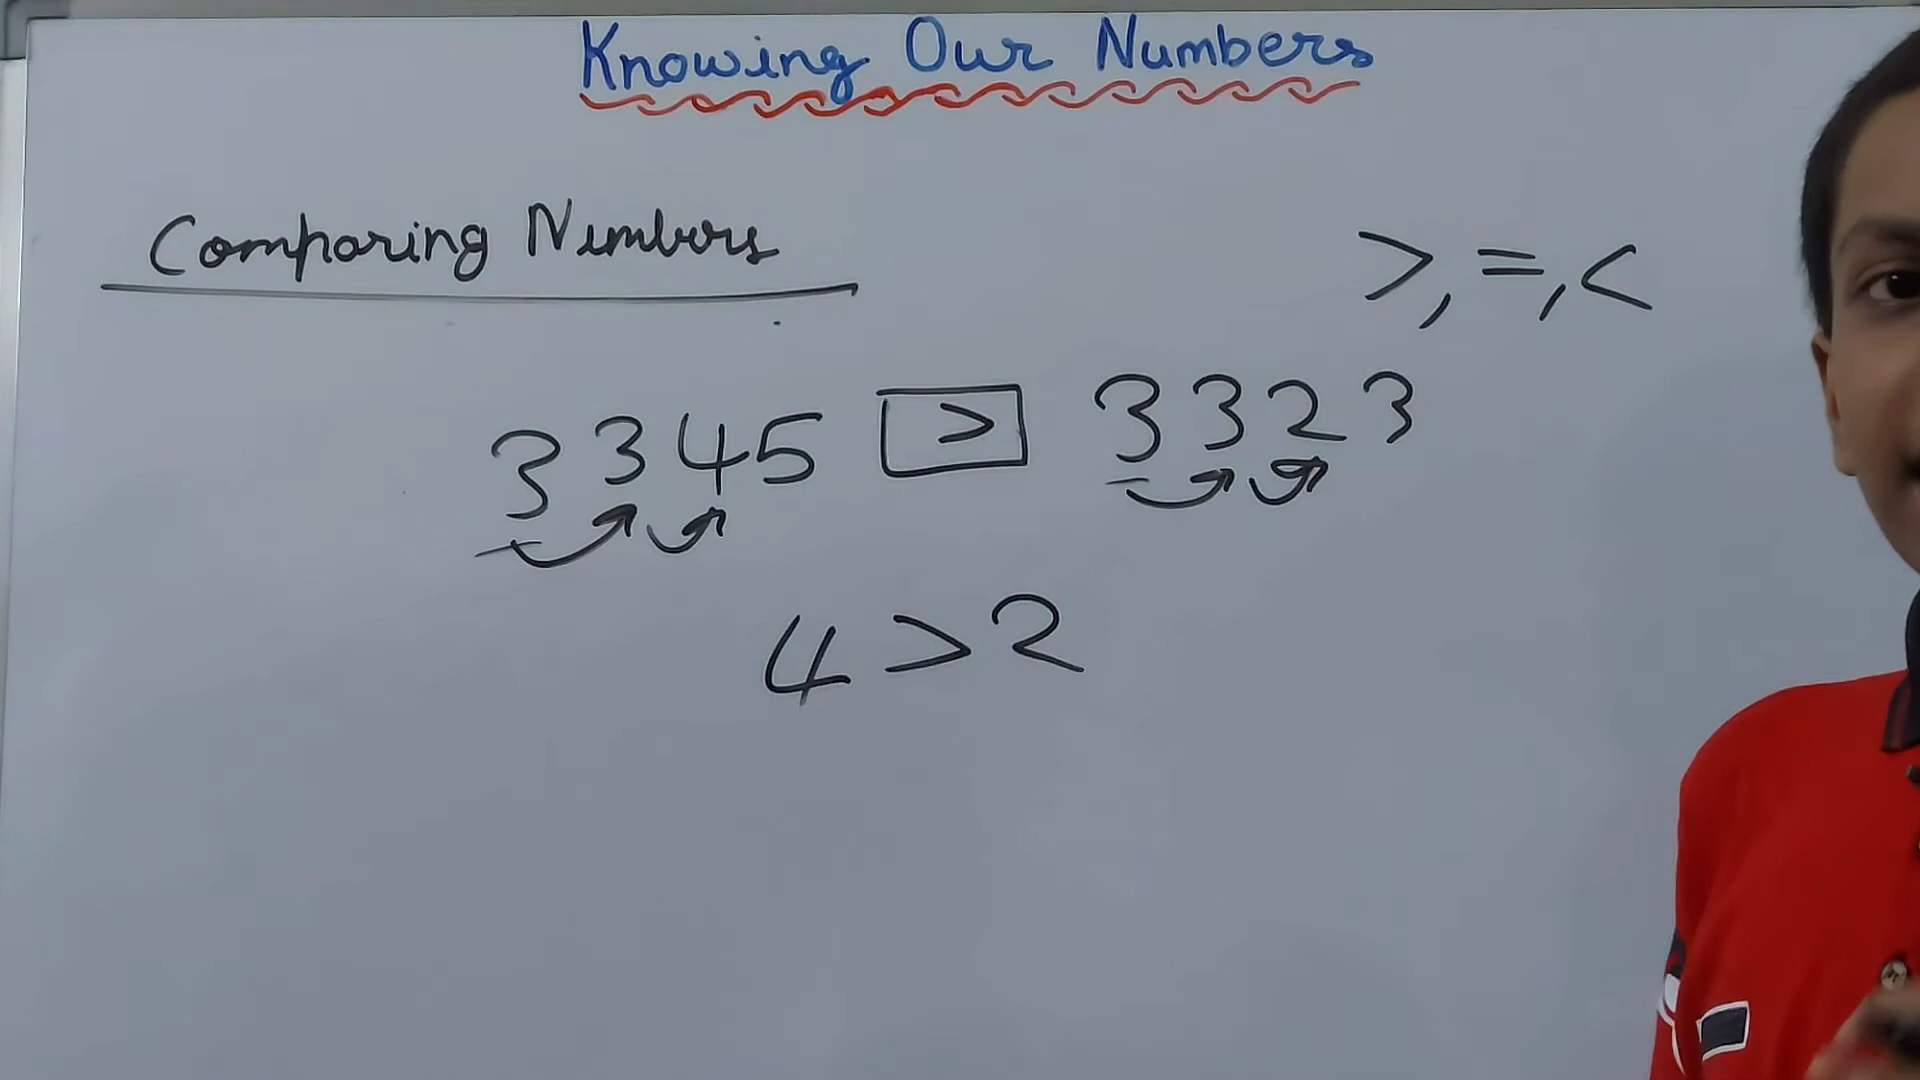 Knowing Our Numbers
Comparing Numbers
>, =, <
3345 > 3323
4 > 2